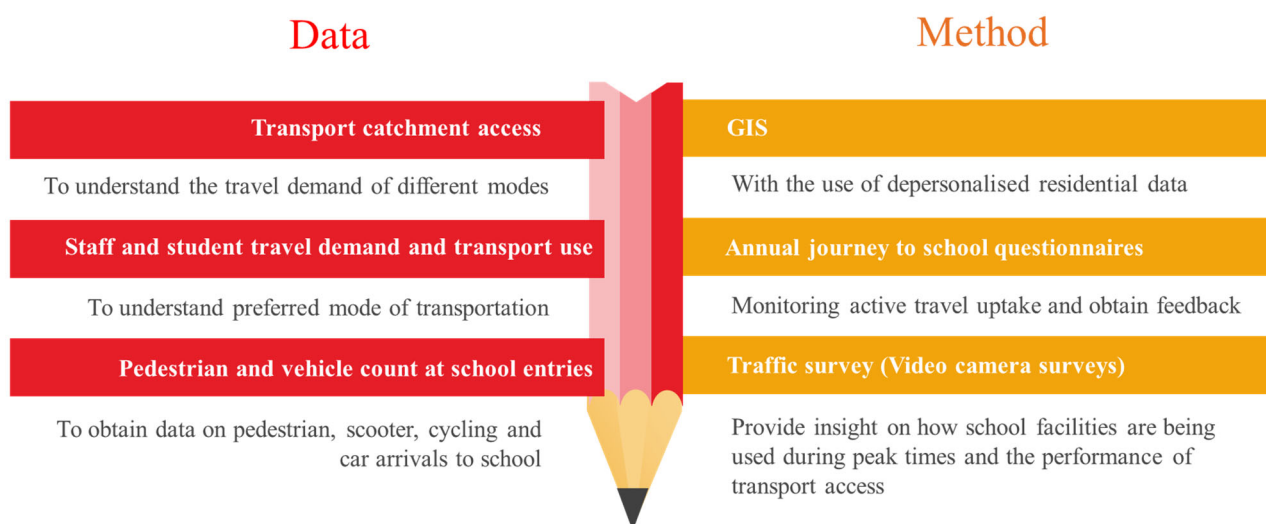 Data
Method
Transport catchment access
GIS
To understand the travel demand of different modes
With the use of depersonalised residential data
Staff and student travel demand and transport use
Annual journey to school questionnaires
To understand preferred mode of transportation
Monitoring active travel uptake and obtain feedback
Pedestrian and vehicle count at school entries
Traffic survey (Video camera surveys)
To obtain data on pedestrian, scooter, cycling and
car arrivals to school
Provide insight on how school facilities are being
used during peak times and the performance of
transport access